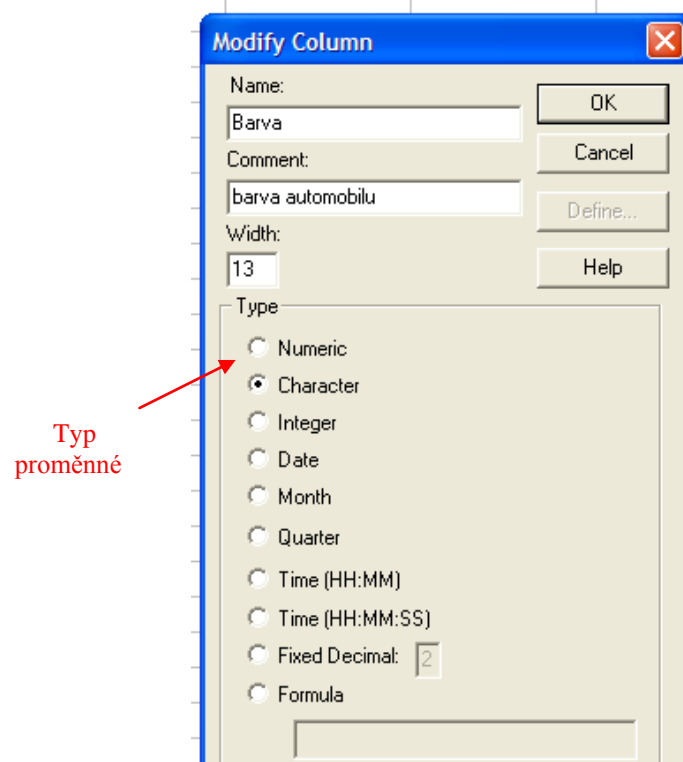 Modify Column
Name:
Barva
OK
Comment:
Cancel
barva automobilu
Define...
Width:
13
Help
Type
Numeric
Character
Integer
Date
Month
Quarter
Time (HH:MM)
Time (HH:MM:SS)
Fixed Decimal: 2
Formula
Typ
proměnné